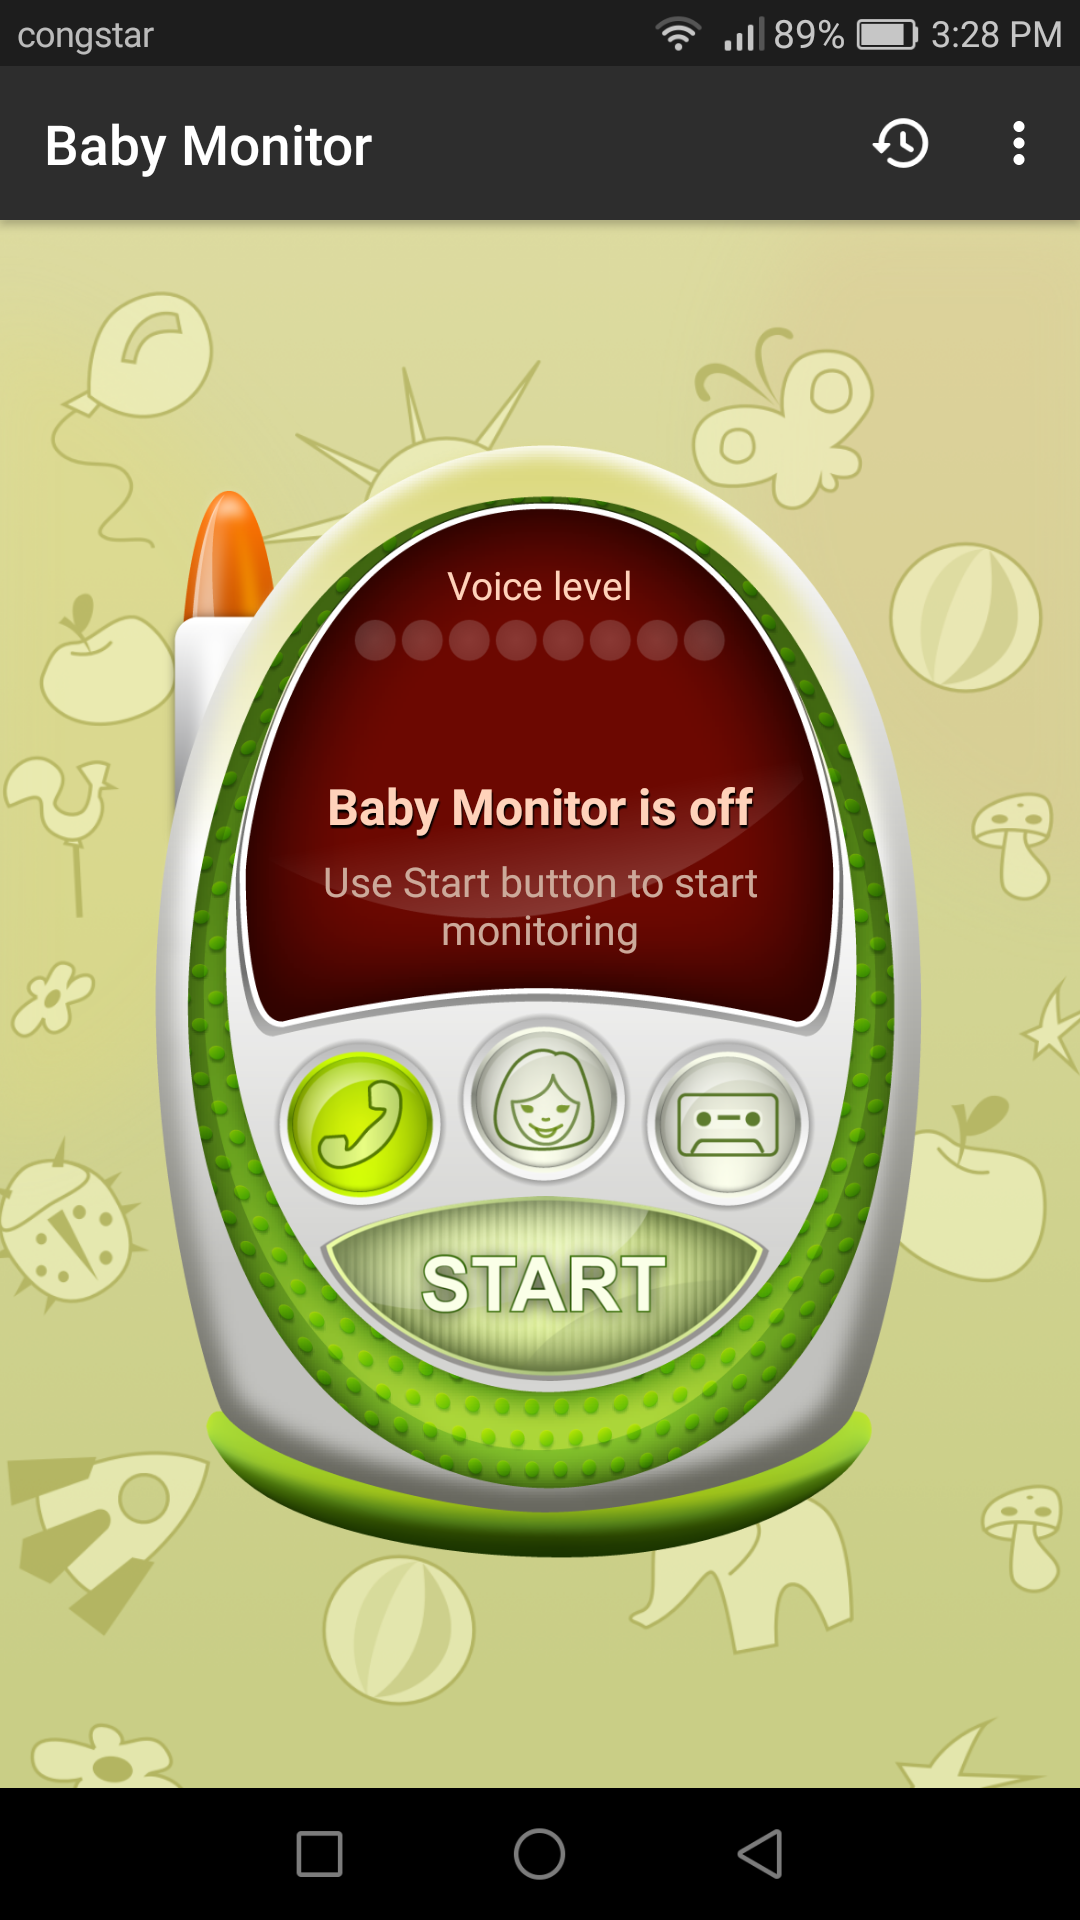 congstar 89% 3:28 PM
Baby Monitor
Voice level
Baby Monitor is off
Use Start button to start
monitoring
START